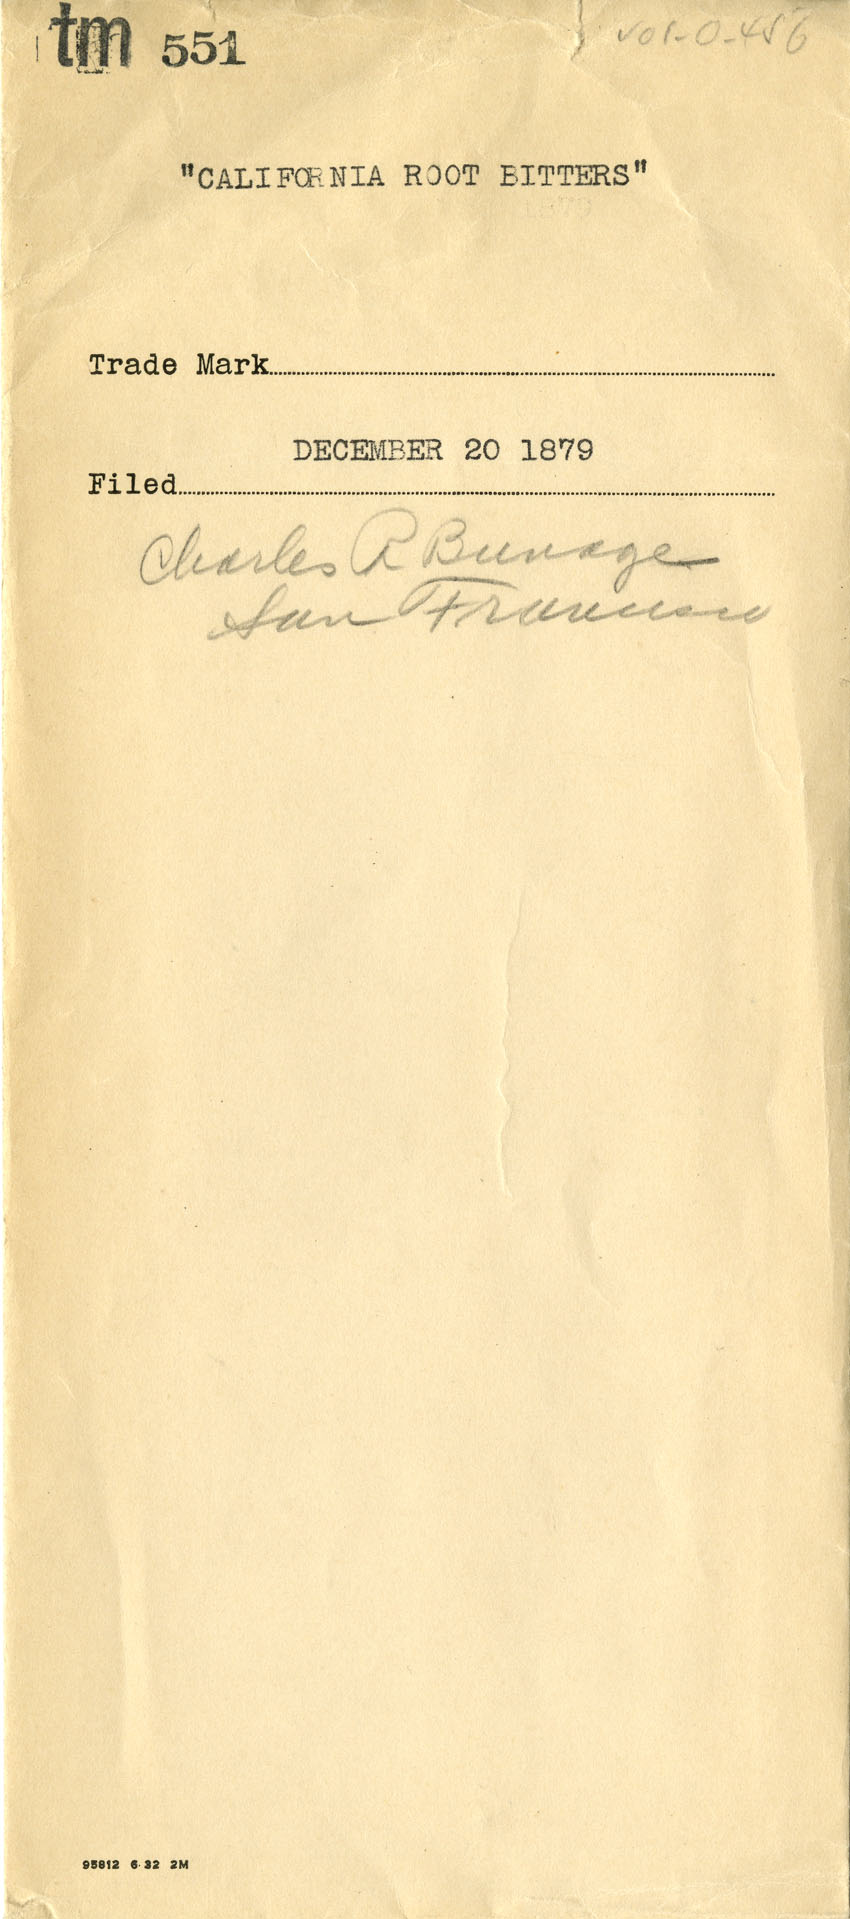 tm 551
vol-0-456
"CALIFORNIA ROOT BITTERS"
Trade Mark
DECEMBER 20 1879
Filed
Charles R
San Francisco
95812 6-32 2M